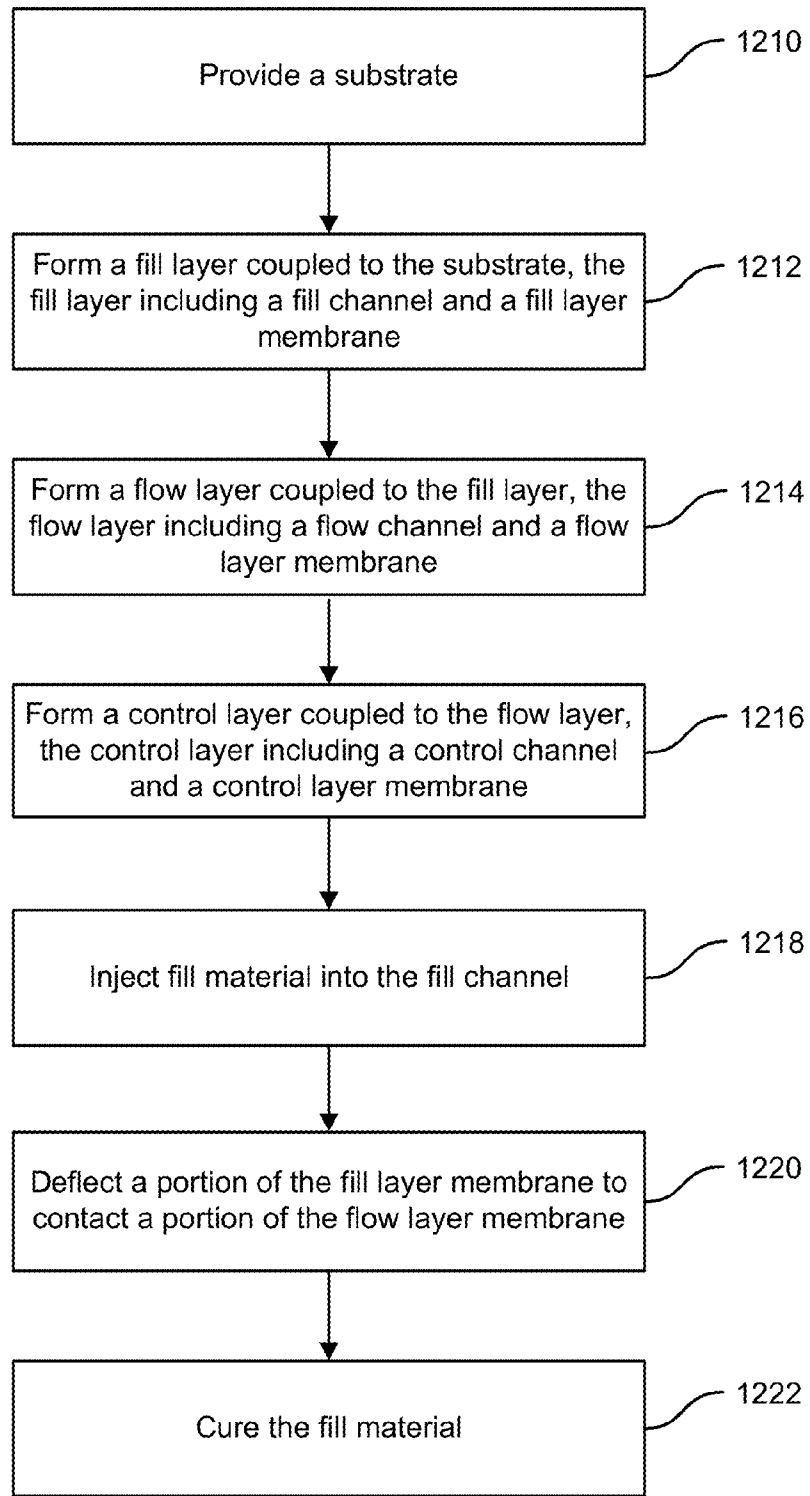 Provide a substrate
1210
Form a fill layer coupled to the substrate, the
fill layer including a fill channel and a fill layer
membrane
1212
Form a flow layer coupled to the fill layer, the
flow layer including a flow channel and a flow
layer membrane
1214
Form a control layer coupled to the flow layer,
the control layer including a control channel
and a control layer membrane
1216
Inject fill material into the fill channel
1218
Deflect a portion of the fill layer membrane to
contact a portion of the flow layer membrane
1220
Cure the fill material
1222